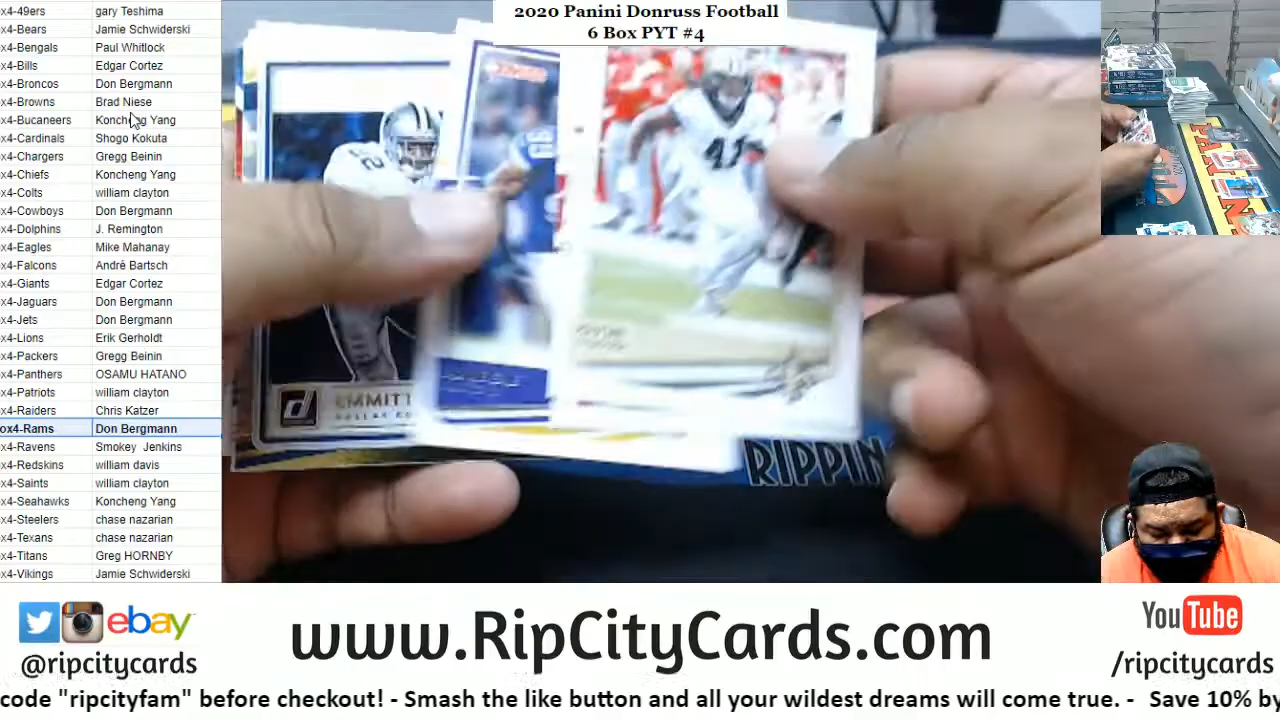 2020 Panini Donruss Football
6 Box PYT #4
x4-49ers gary Teshima
x4-Bears Jamie Schwiderski
x4-Bengals Paul Whitlock
x4-Bills Edgar Cortez
x4-Broncos Don Bergmann
x4-Browns Brad Niese
x4-Bucaneers Koncheng Yang
x4-Cardinals Shogo Kokuta
x4-Chargers Gregg Beinin
x4-Chiefs Koncheng Yang
x4-Colts william clayton
x4-Cowboys Don Bergmann
x4-Dolphins J. Remington
x4-Eagles Mike Mahanay
x4-Falcons André Bartsch
x4-Giants Edgar Cortez
x4-Jaguars Don Bergmann
x4-Jets Don Bergmann
x4-Lions Erik Gerholdt
x4-Packers Gregg Beinin
x4-Panthers OSAMU HATANO
x4-Patriots william clayton
x4-Raiders Chris Katzer
ox4-Rams Don Bergmann
x4-Ravens Smokey Jenkins
x4-Redskins william davis
x4-Saints william clayton
x4-Seahawks Koncheng Yang
x4-Steelers chase nazarian
x4-Texans chase nazarian
x4-Titans Greg HORNBY
x4-Vikings Jamie Schwiderski
41
EMMITT
RIPPIN
ebay
@ripcitycards
www.RipCityCards.com
YouTube
/ripcitycards
code "ripcityfam" before checkout! - Smash the like button and all your wildest dreams will come true. - Save 10% by